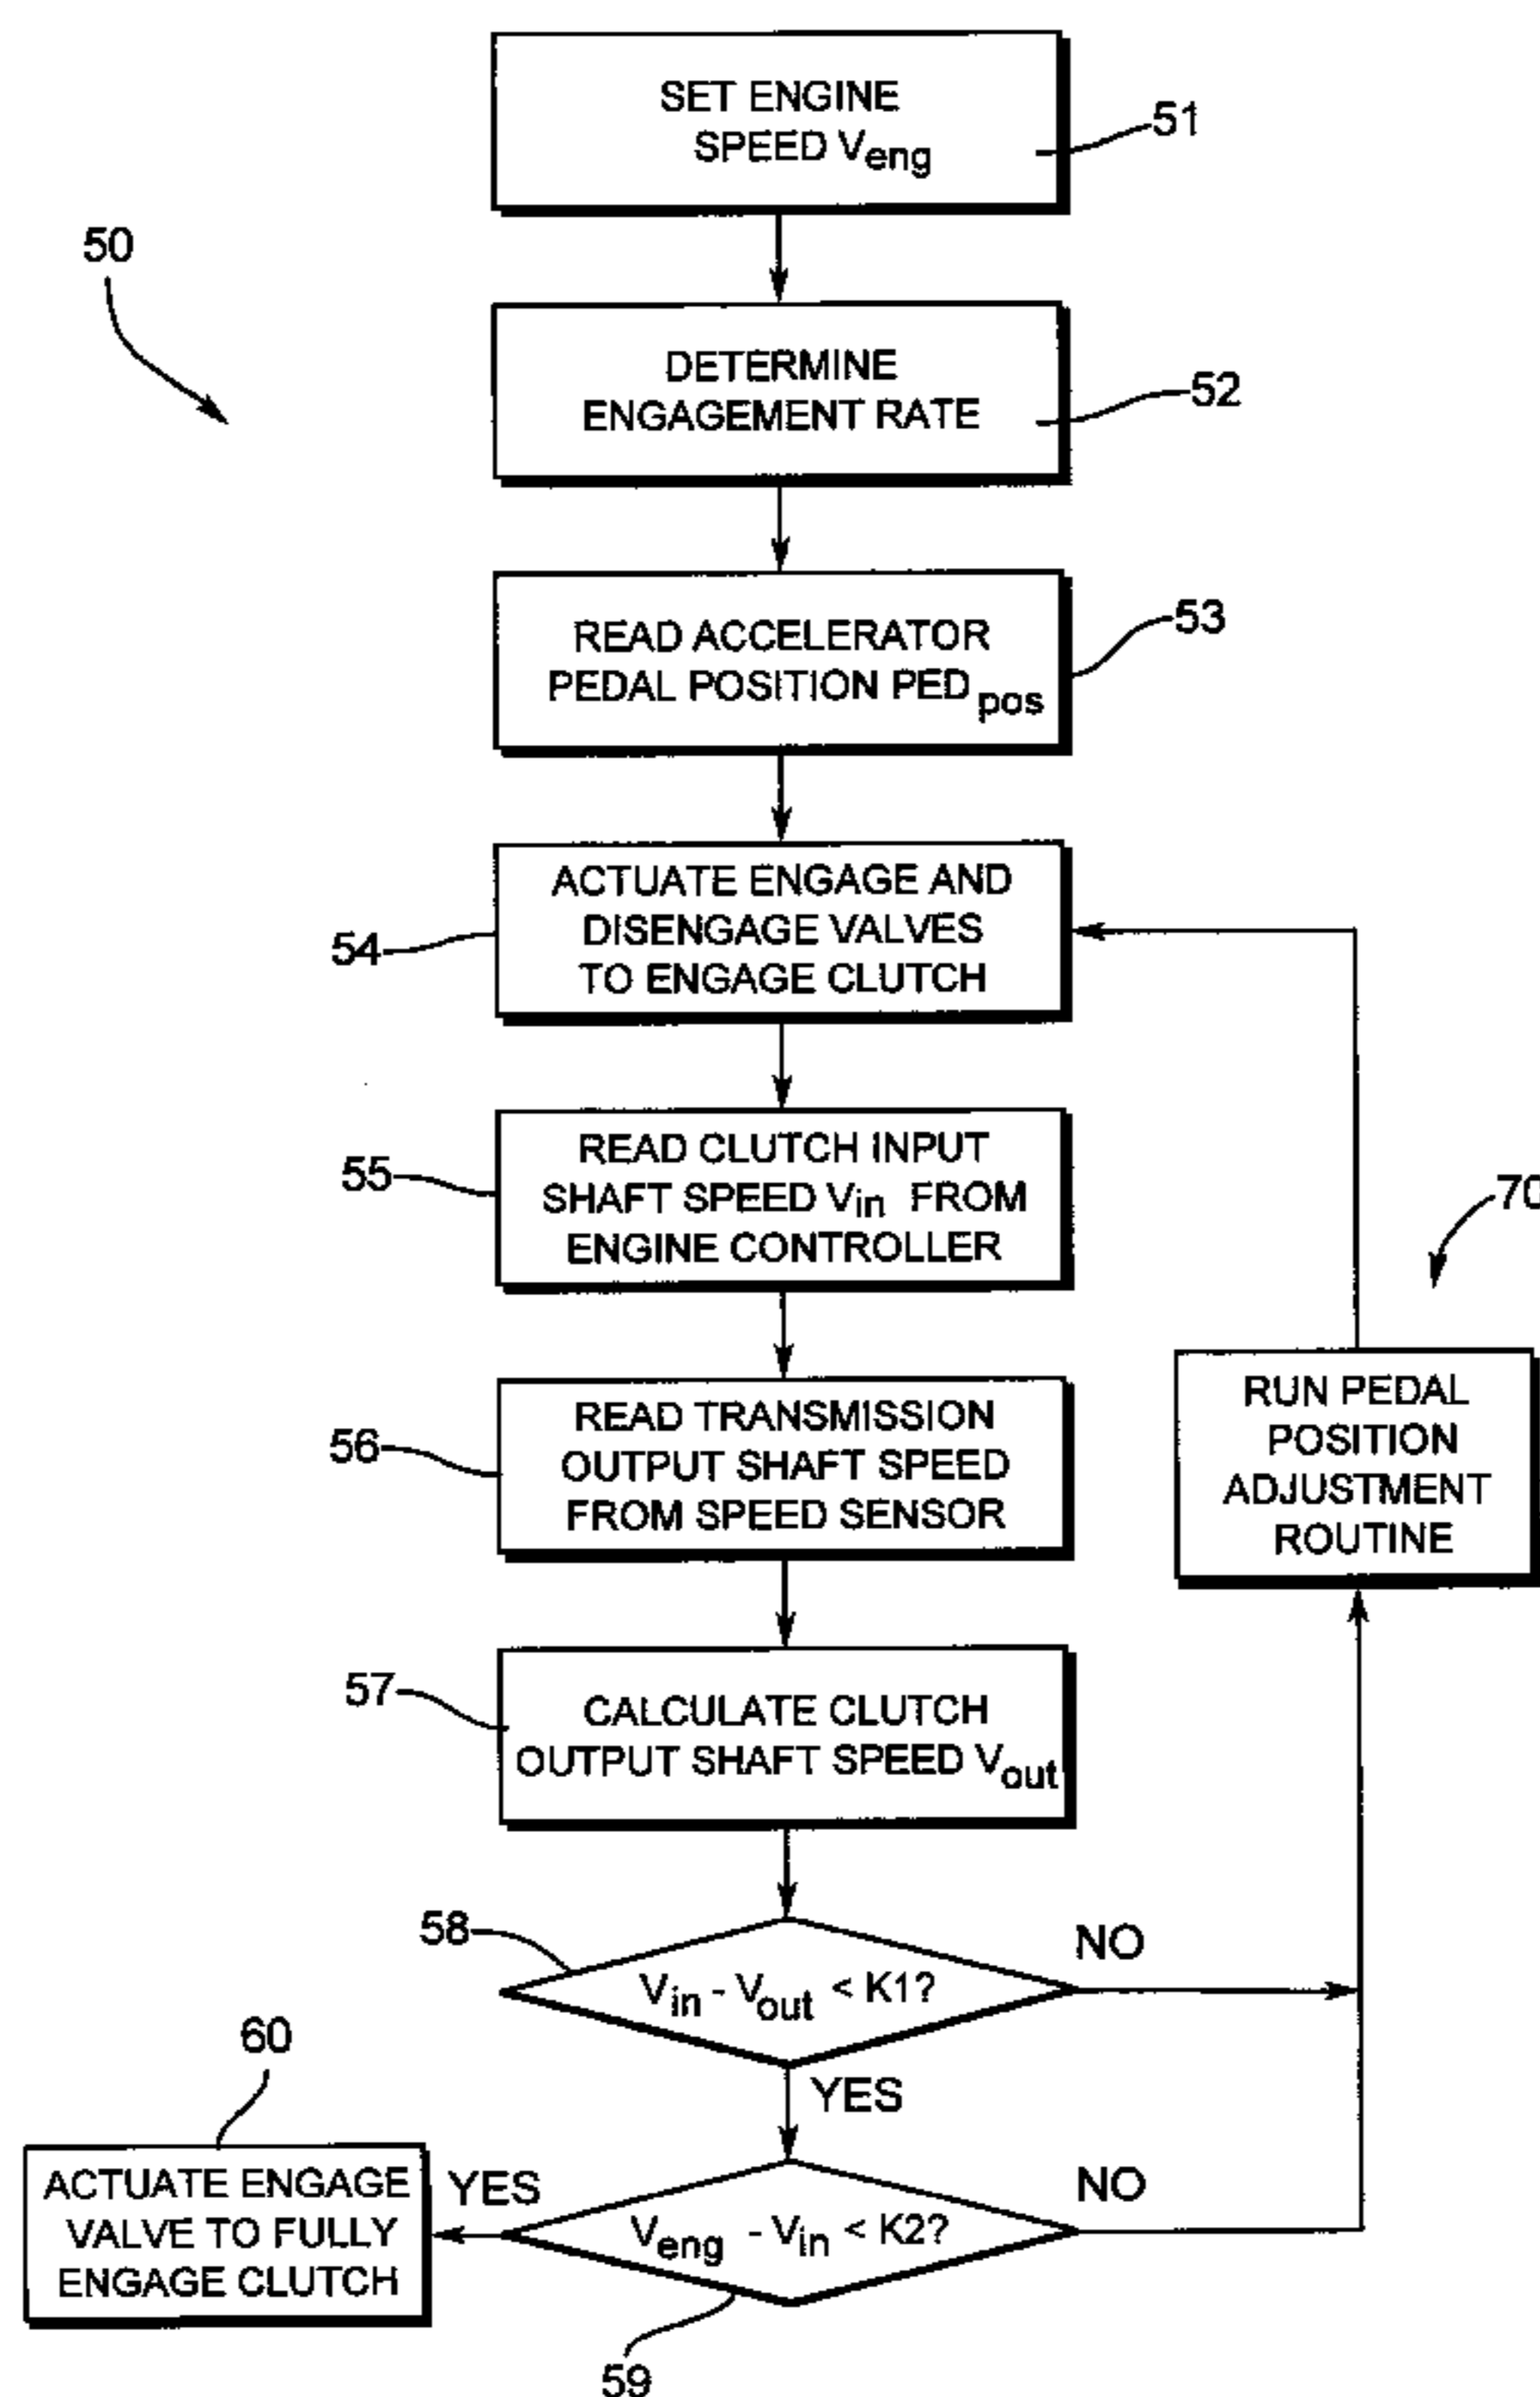 SET ENGINE
SPEED Veng
51
50
DETERMINE
ENGAGEMENT RATE
52
READ ACCELERATOR
PEDAL POSITION PEDpos
53
ACTUATE ENGAGE AND
DISENGAGE VALVES
TO ENGAGE CLUTCH
54
READ CLUTCH INPUT
SHAFT SPEED Vin FROM
ENGINE CONTROLLER
55
70
READ TRANSMISSION
OUTPUT SHAFT SPEED
FROM SPEED SENSOR
56
RUN PEDAL
POSITION
ADJUSTMENT
ROUTINE
57
CALCULATE CLUTCH
OUTPUT SHAFT SPEED Vout
58
Vin - Vout < K1?
NO
YES
60
ACTUATE ENGAGE
VALVE TO FULLY
ENGAGE CLUTCH
YES
Veng - Vin < K2?
NO
59